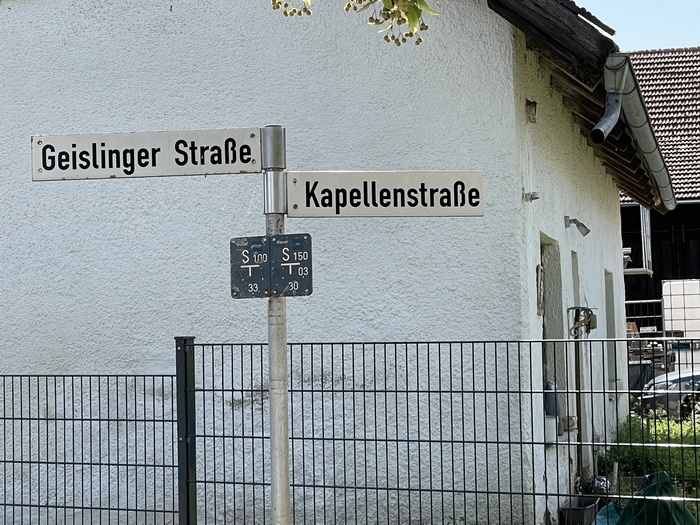 Geislinger Straße
Kapellenstraße
S 100
33
S 150
03
30